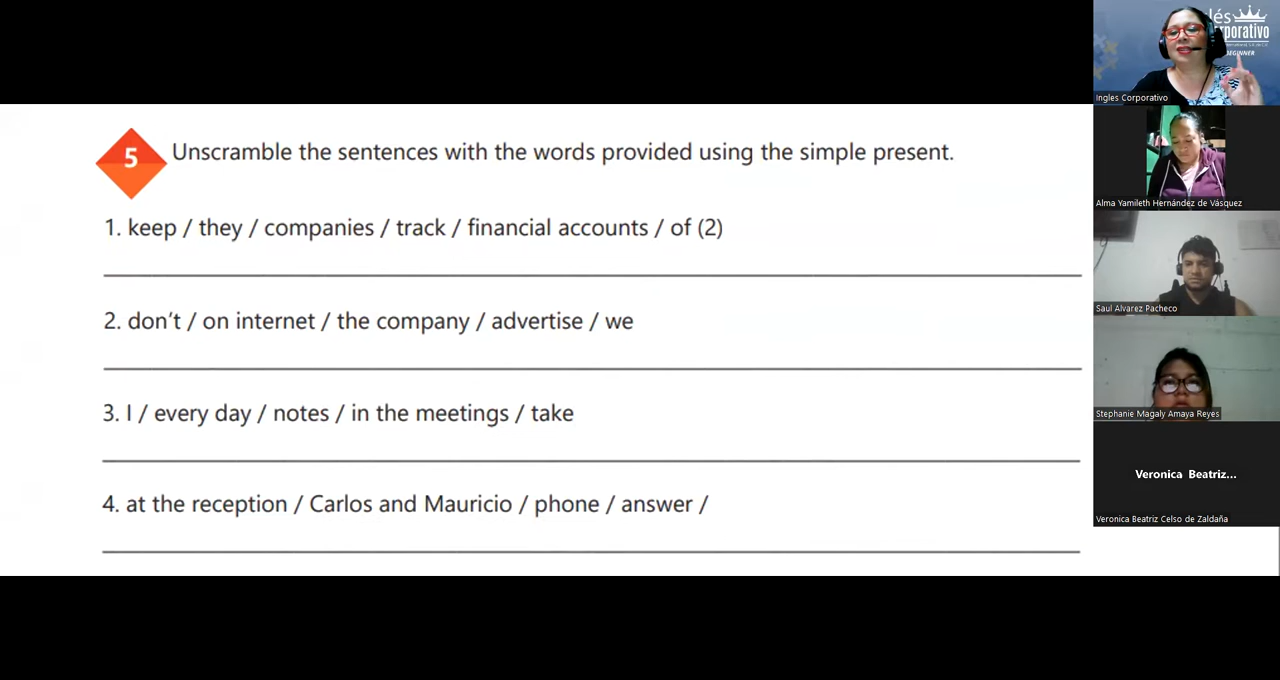 5
Unscramble the sentences with the words provided using the simple present.
1. keep / they / companies / track / financial accounts / of (2)
2. don't / on internet / the company / advertise / we
3. I / every day / notes / in the meetings / take
4. at the reception / Carlos and Mauricio / phone / answer /
lés
rporativo
BEGINNER
Ingles Corporativo
Alma Yamileth Hernández de Vásquez
Saul Alvarez Pacheco
Stephanie Magaly Amaya Reyes
Veronica Beatriz...
Veronica Beatriz Celso de Zaldaña